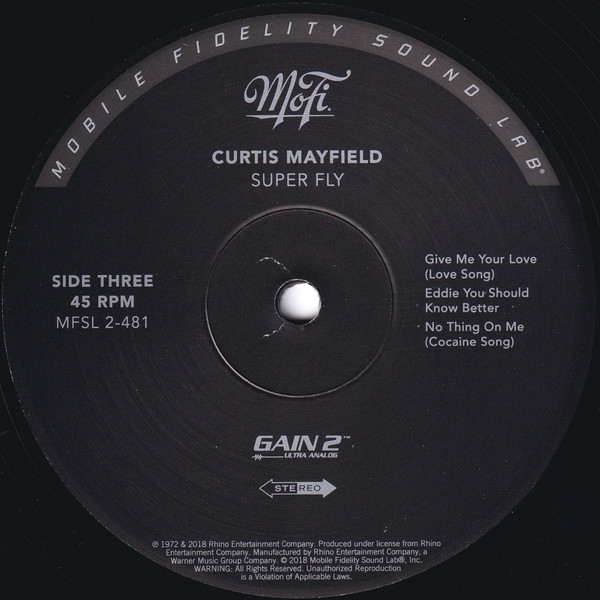 MOBILE FIDELITY SOUND LAB®
MoFi
CURTIS MAYFIELD
SUPER FLY
SIDE THREE
45 RPM
MFSL 2-481
Give Me Your Love
(Love Song)
Eddie You Should
Know Better
No Thing On Me
(Cocaine Song)
GAIN 2™
ULTRA ANALOG
STEREO
℗ 1972 & 2018 Rhino Entertainment Company. Produced under license from Rhino
Entertainment Company. Manufactured by Rhino Entertainment Company, a
Warner Music Group Company. © 2018 Mobile Fidelity Sound Lab®, Inc.
WARNING: All Rights Reserved. Unauthorized Reproduction
is a Violation of Applicable Laws.